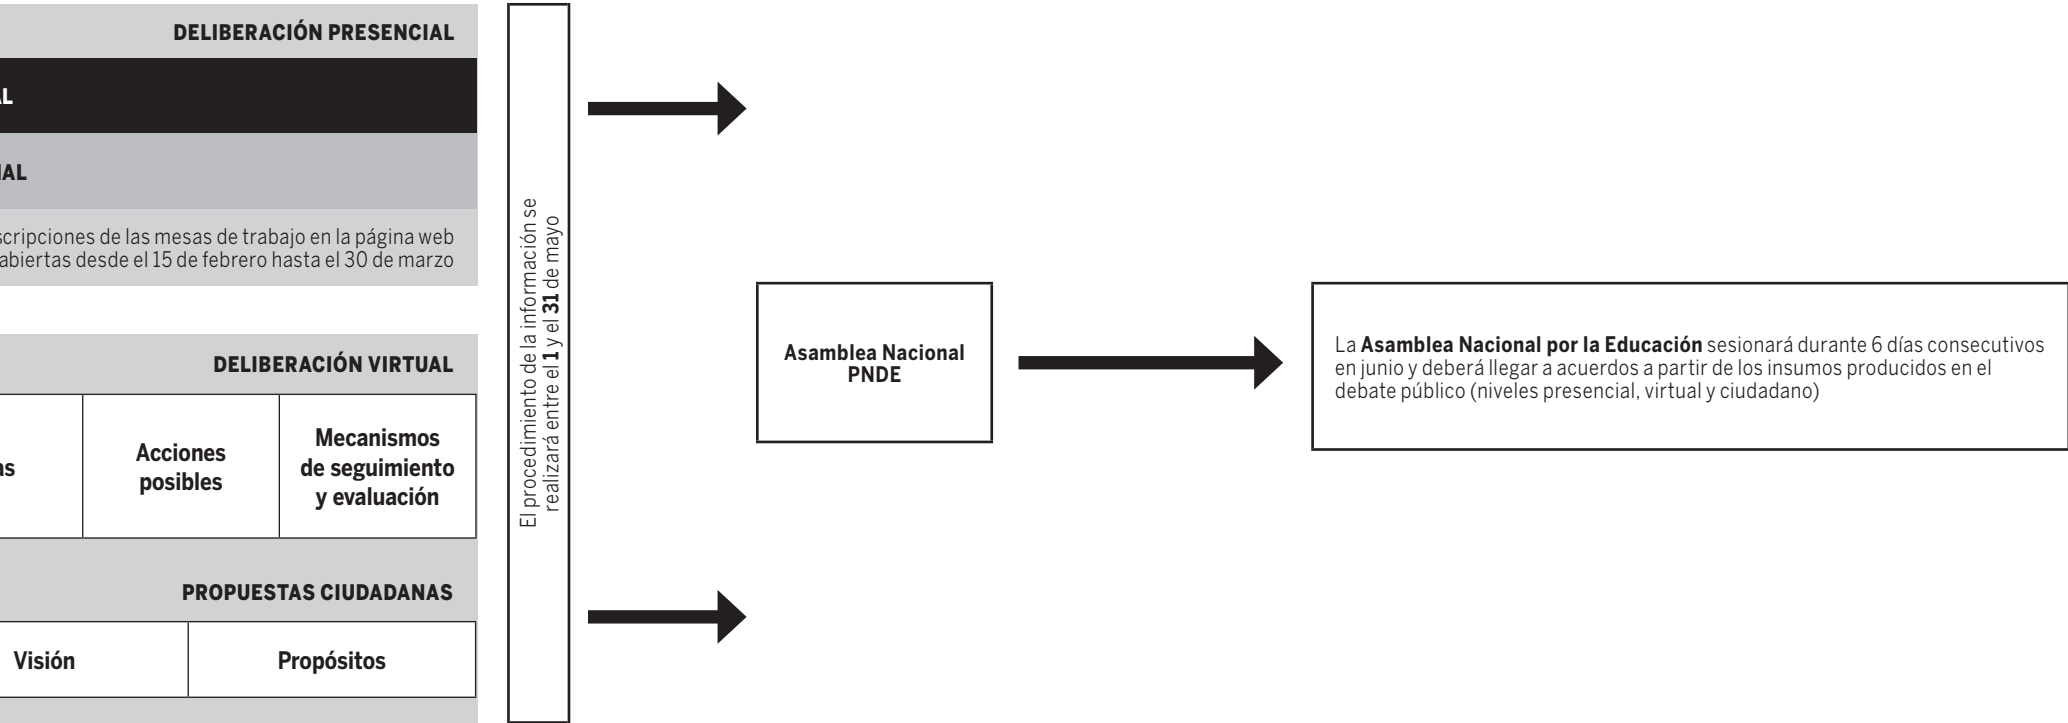 DELIBERACIÓN PRESENCIAL
de las mesas de trabajo en la página web
abiertas desde el 15 de febrero hasta el 30 de marzo
DELIBERACIÓN VIRTUAL
Acciones
posibles
Mecanismos
de seguimiento
y evaluación
PROPUESTAS CIUDADANAS
Visión
Propósitos
El procedimiento de la información se
realizará entre el 1 y el 31 de mayo
Asamblea Nacional
PNDE
La Asamblea Nacional por la Educación sesionará durante 6 días consecutivos
en junio y deberá llegar a acuerdos a partir de los insumos producidos en el
debate público (niveles presencial, virtual y ciudadano)